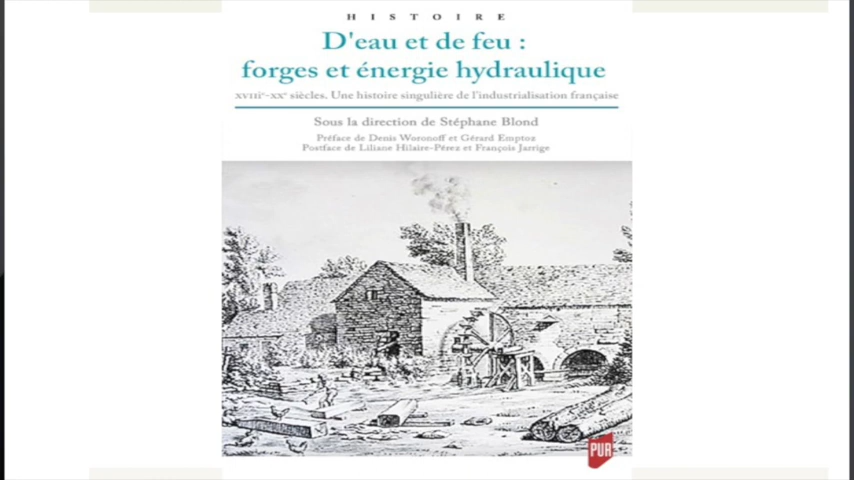 HISTOIRE
D'eau et de feu :
forges et énergie hydraulique
XVIIIe-XXe siècles. Une histoire singulière de l'industrialisation française
Sous la direction de Stéphane Blond
Préface de Denis Woronoff et Gérard Emptoz
Postface de Liliane Hilaire-Pérez et François Jarrige
PUR